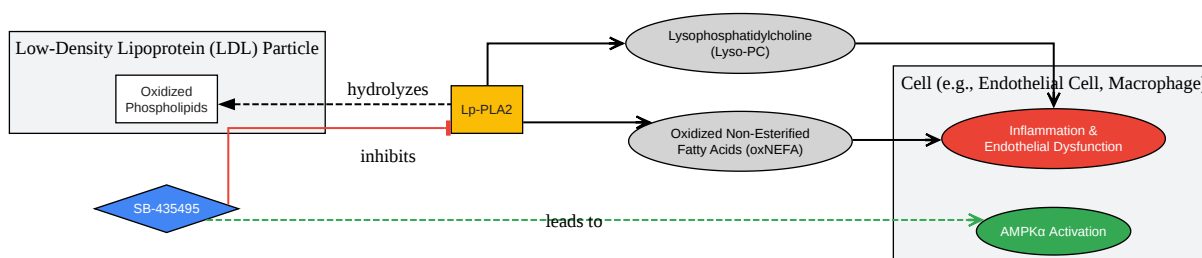 Low-Density Lipoprotein (LDL) Particle
Oxidized
Phospholipids
hydrolyzes
Lp-PLA2
inhibits
SB-435495
leads to
Lysophosphatidylcholine
(Lyso-PC)
Oxidized Non-Esterified
Fatty Acids (oxNEFA)
Cell (e.g., Endothelial Cell, Macrophage)
Inflammation &
Endothelial Dysfunction
AMPKα Activation